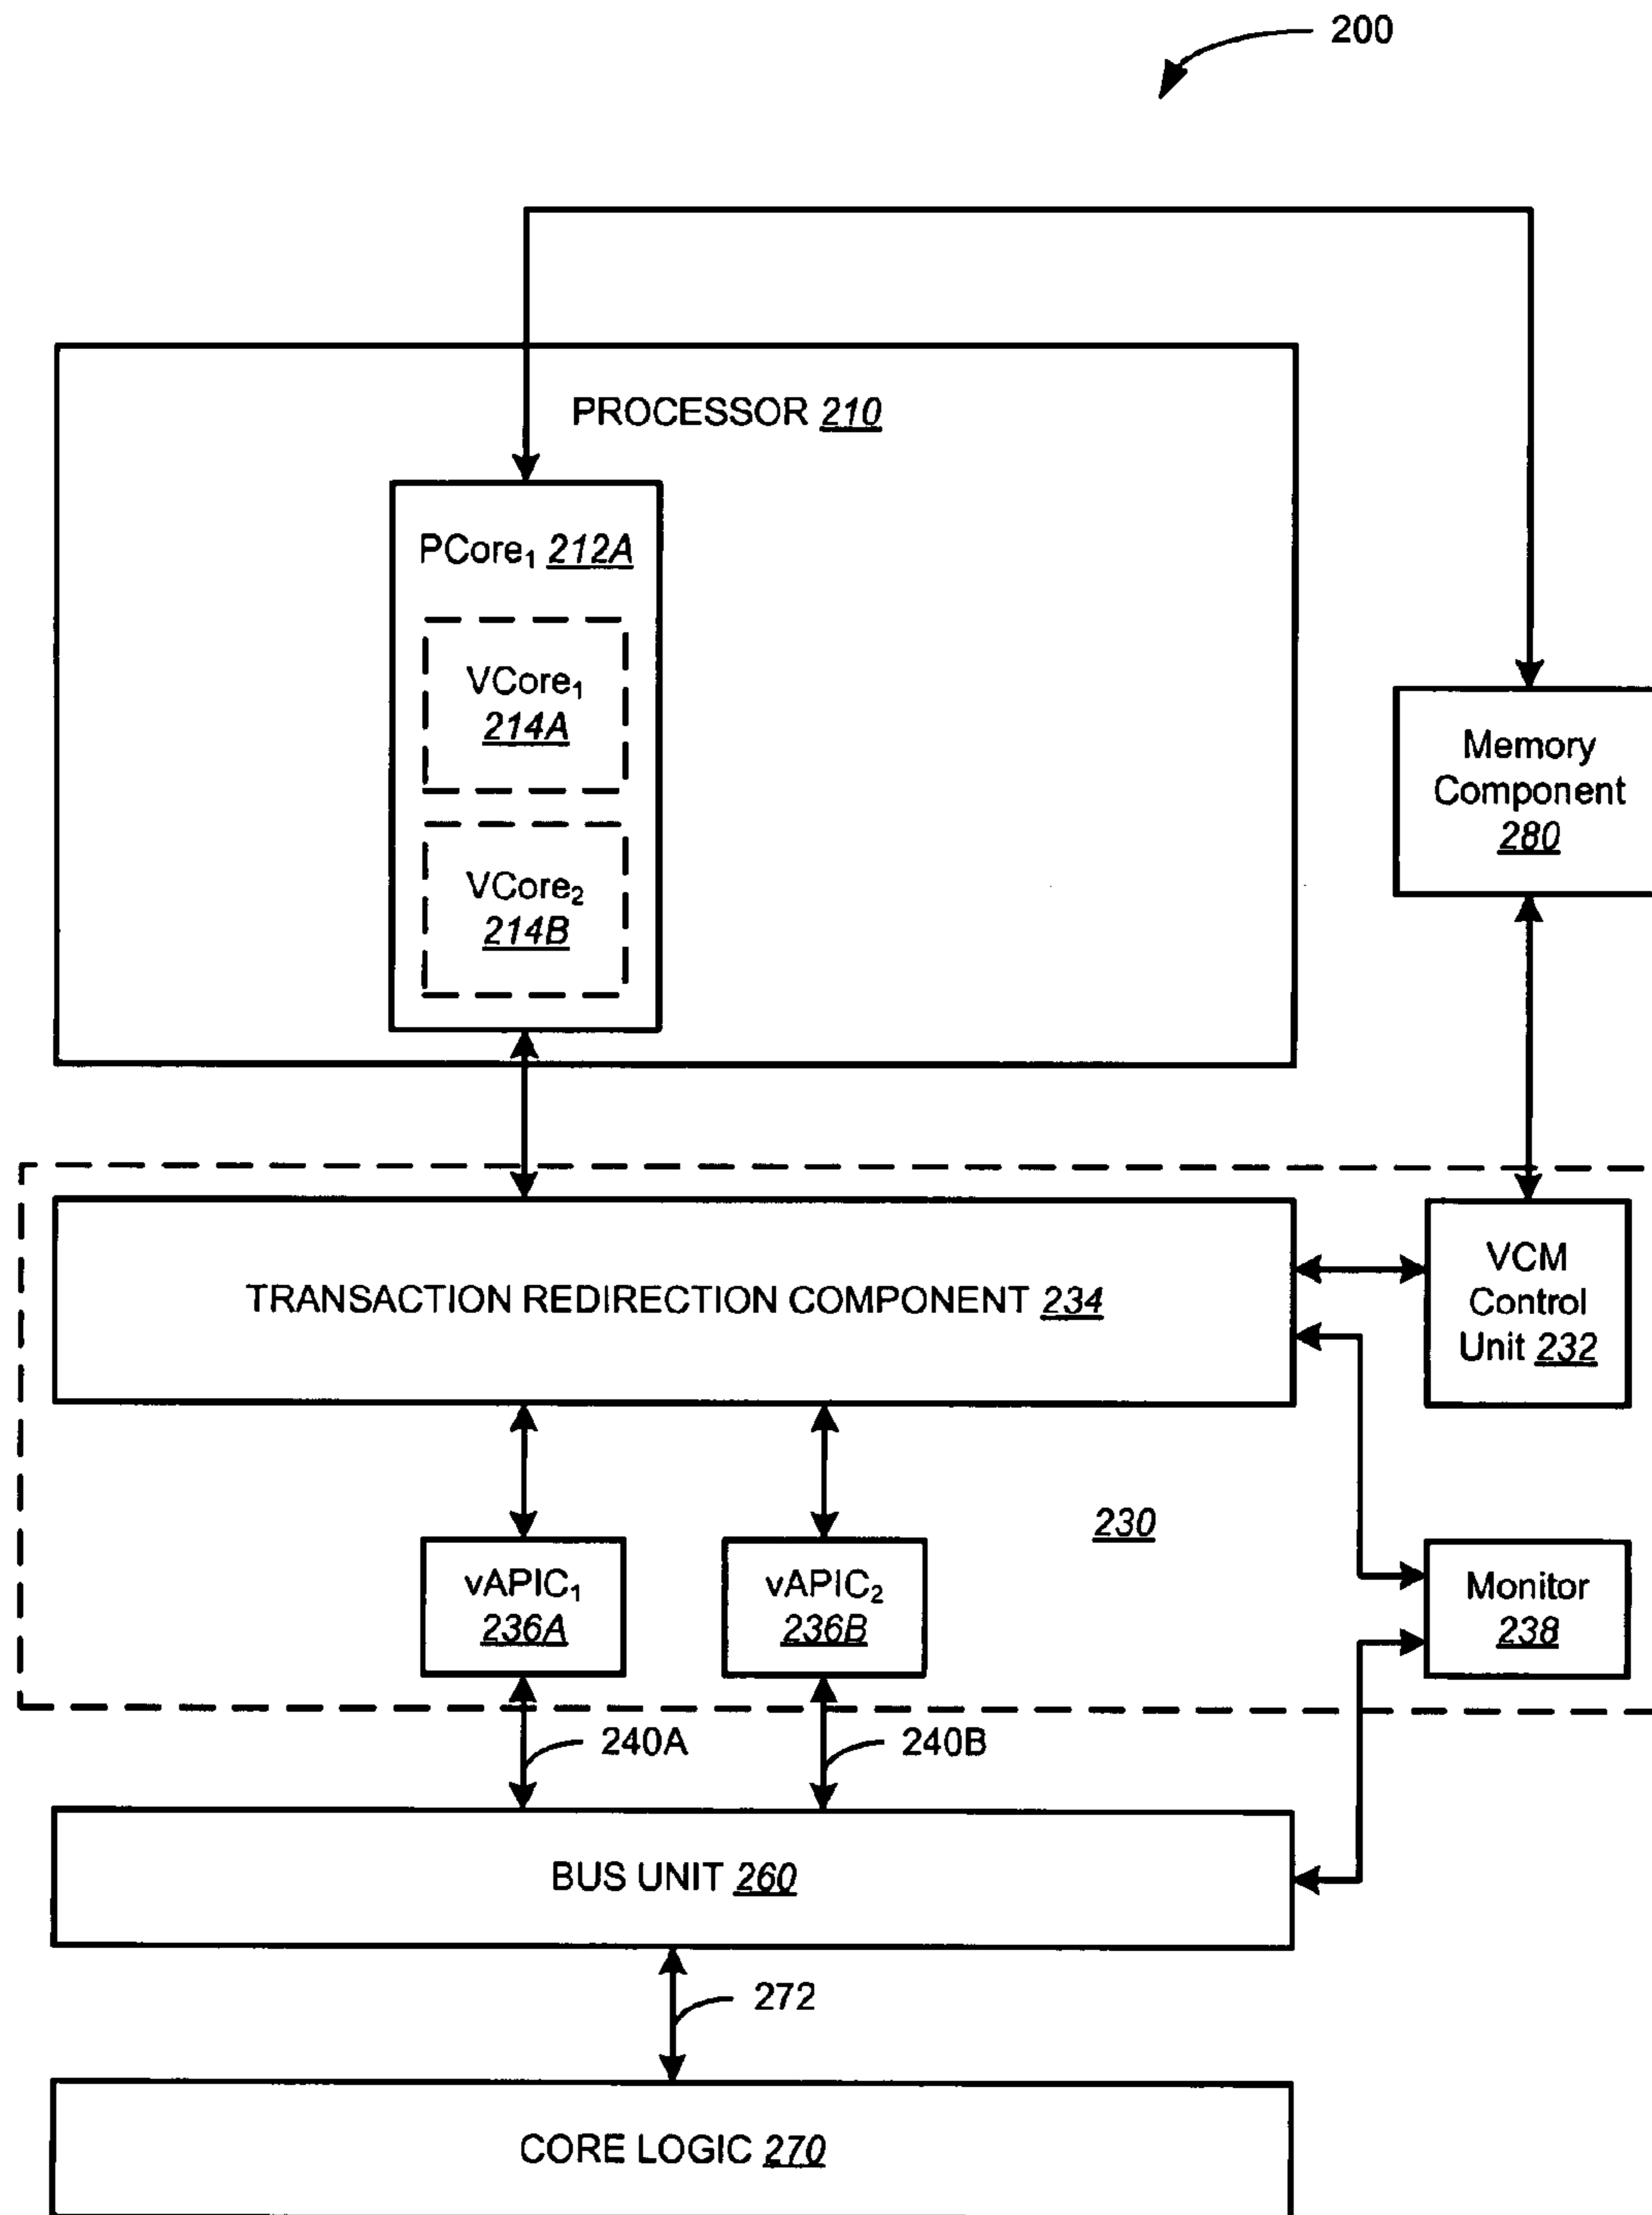 200
PROCESSOR 210
PCore₁ 212A
VCore₁
214A
VCore₂
214B
Memory
Component
280
TRANSACTION REDIRECTION COMPONENT 234
VCM
Control
Unit 232
230
vAPIC₁
236A
vAPIC₂
236B
Monitor
238
240A
240B
BUS UNIT 260
272
CORE LOGIC 270